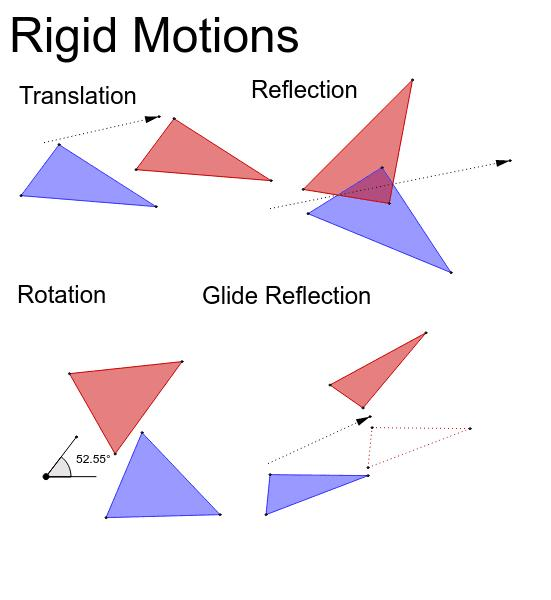 Rigid Motions
Translation
Reflection
Rotation
Glide Reflection
52.55°